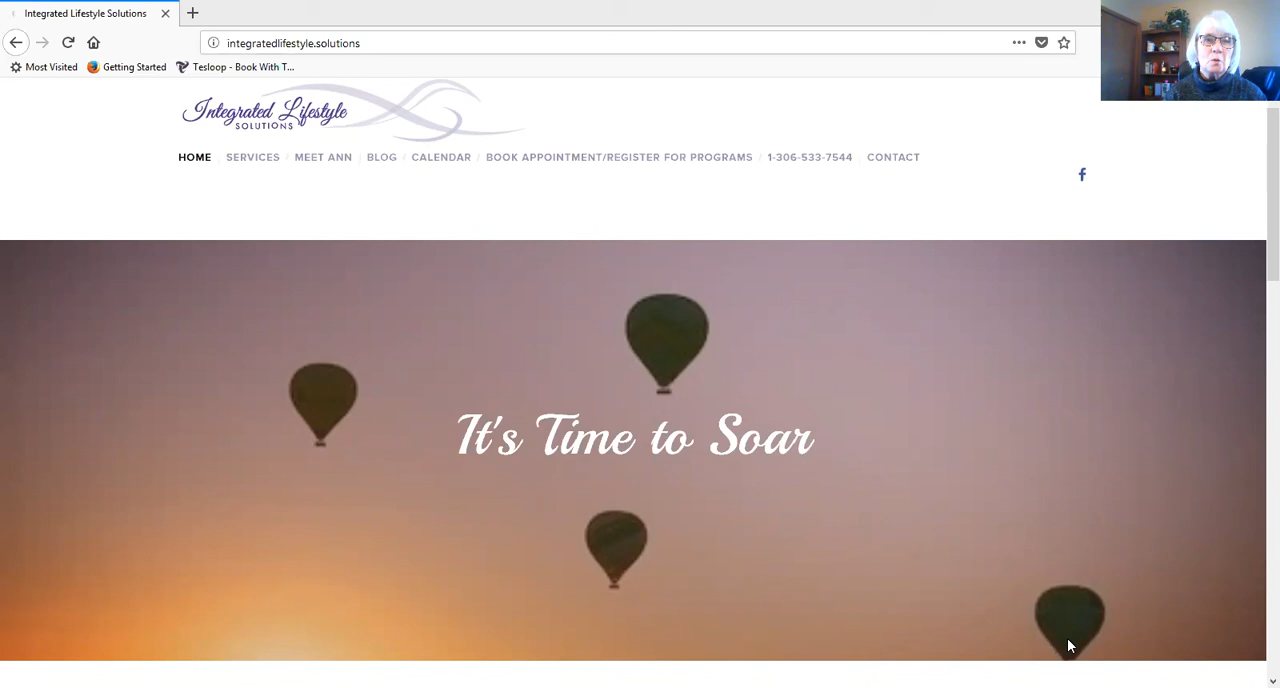 Integrated Lifestyle Solutions
integratedlifestyle.solutions
Most Visited Getting Started Tesloop - Book With T...
Integrated Lifestyle
SOLUTIONS
HOME / SERVICES / MEET ANN / BLOG / CALENDAR / BOOK APPOINTMENT/REGISTER FOR PROGRAMS / 1-306-533-7544 / CONTACT
It's Time to Soar